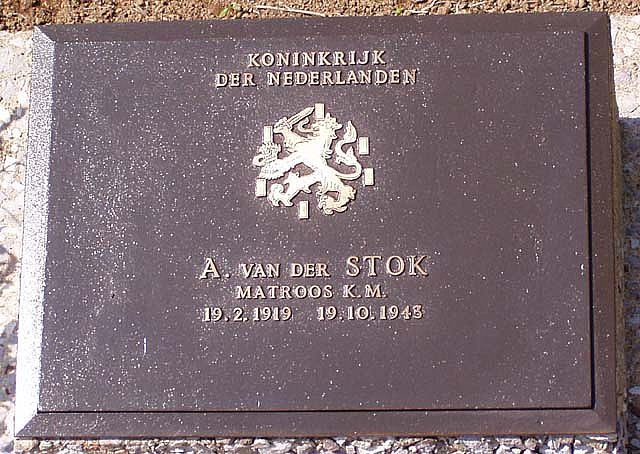 KONINKRIJK
DER NEDERLANDEN
A. VAN DER STOK
MATROOS K.M.
19.2.1919 19.10.1943